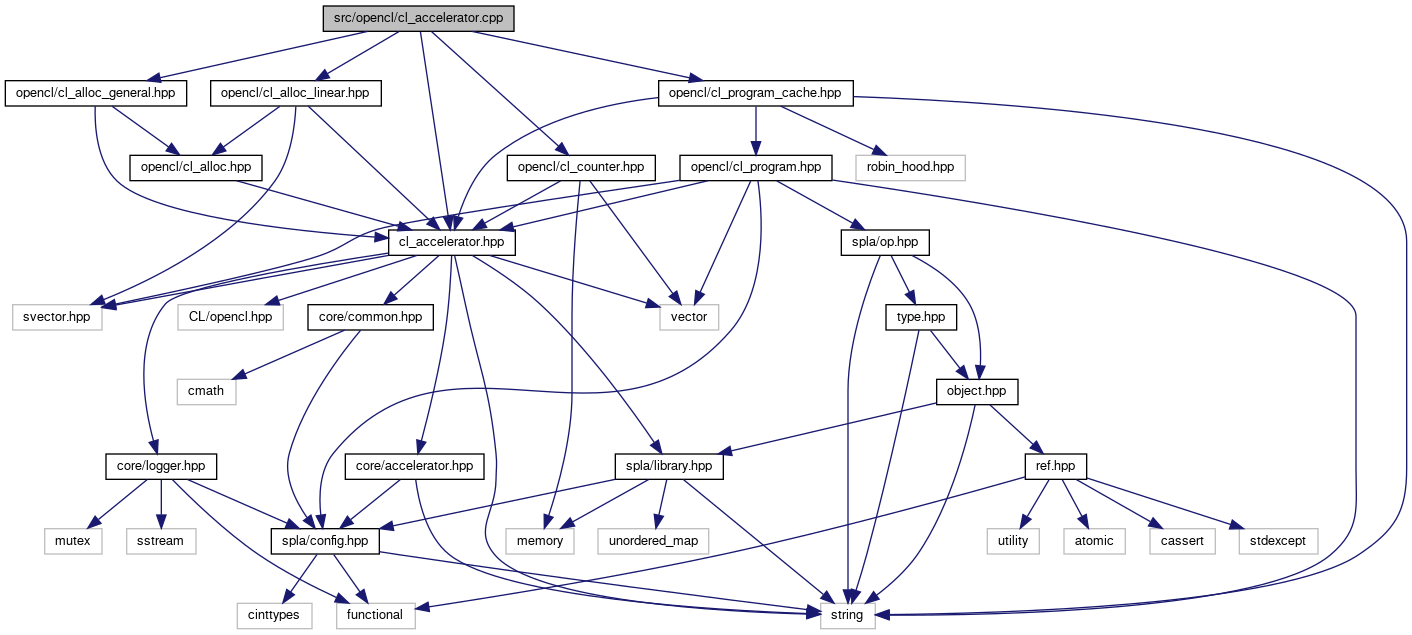 src/opencl/cl_accelerator.cpp
opencl/cl_alloc_general.hpp
opencl/cl_alloc_linear.hpp
opencl/cl_program_cache.hpp
opencl/cl_alloc.hpp
opencl/cl_counter.hpp
opencl/cl_program.hpp
robin_hood.hpp
cl_accelerator.hpp
spla/op.hpp
svector.hpp
CL/opencl.hpp
core/common.hpp
vector
type.hpp
cmath
object.hpp
core/logger.hpp
core/accelerator.hpp
spla/library.hpp
ref.hpp
mutex
sstream
spla/config.hpp
memory
unordered_map
utility
atomic
cassert
stdexcept
cinttypes
functional
string